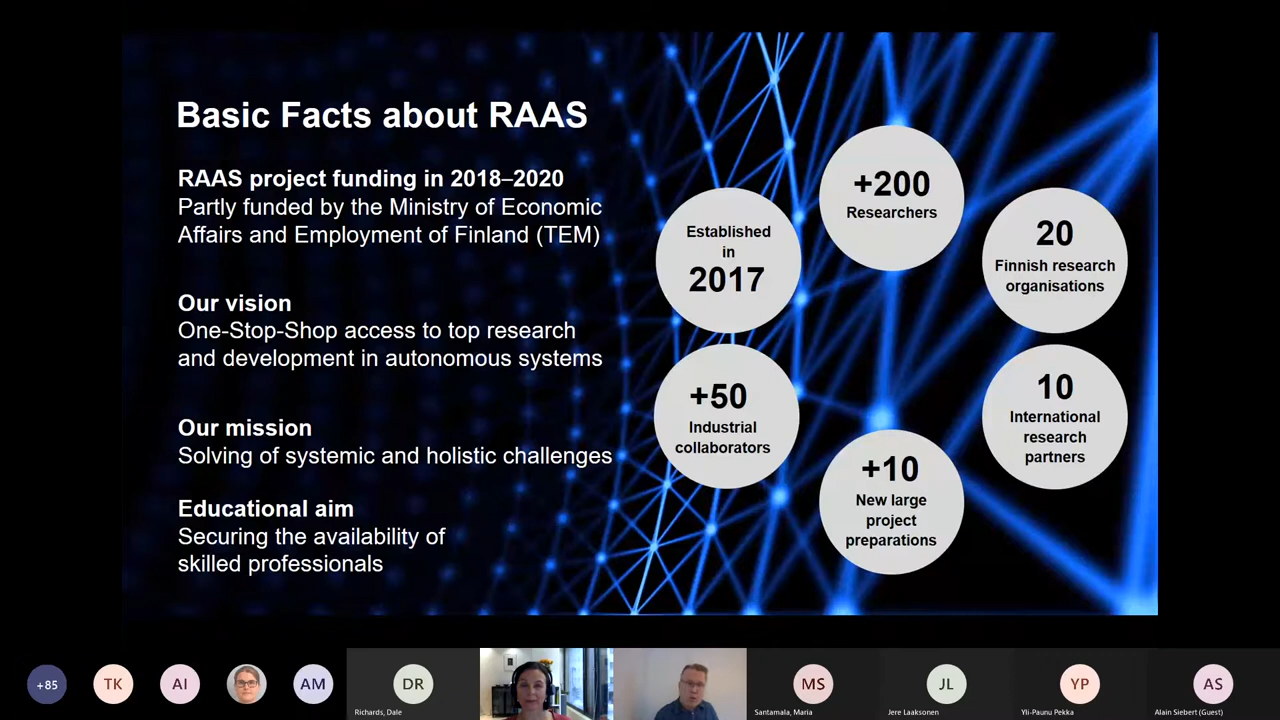 Basic Facts about RAAS
RAAS project funding in 2018–2020
Partly funded by the Ministry of Economic
Affairs and Employment of Finland (TEM)
Our vision
One-Stop-Shop access to top research
and development in autonomous systems
Our mission
Solving of systemic and holistic challenges
Educational aim
Securing the availability of
skilled professionals
Established
in
2017
+200
Researchers
20
Finnish research
organisations
+50
Industrial
collaborators
+10
New large
project
preparations
10
International
research
partners
+85
TK
AI
AM
DR
Richards, Dale
MS
Santamala, Maria
JL
Jere Laaksonen
YP
Yli-Paunu Pekka
AS
Alain Siebert (Guest)